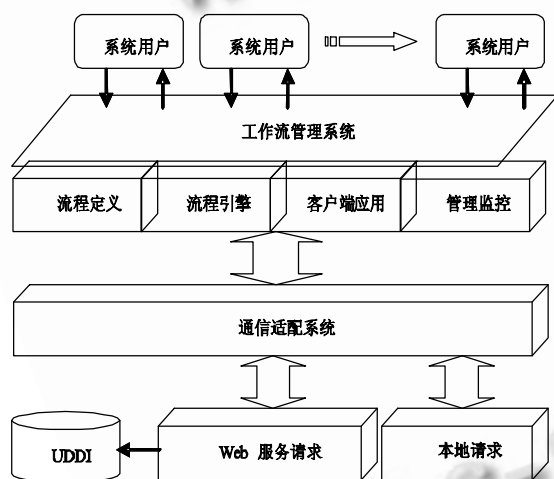 系统用户
系统用户
系统用户
工作流管理系统
流程定义
流程引擎
客户端应用
管理监控
通信适配系统
UDDI
Web 服务请求
本地请求